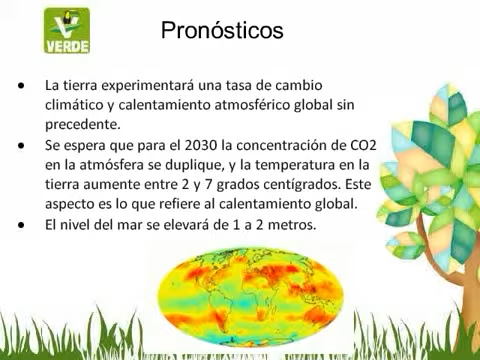 VERDE
Pronósticos
La tierra experimentará una tasa de cambio
climático y calentamiento atmosférico global sin
precedente.
Se espera que para el 2030 la concentración de CO2
en la atmósfera se duplique, y la temperatura en la
tierra aumente entre 2 y 7 grados centígrados. Este
aspecto es lo que refiere al calentamiento global.
El nivel del mar se elevará de 1 a 2 metros.